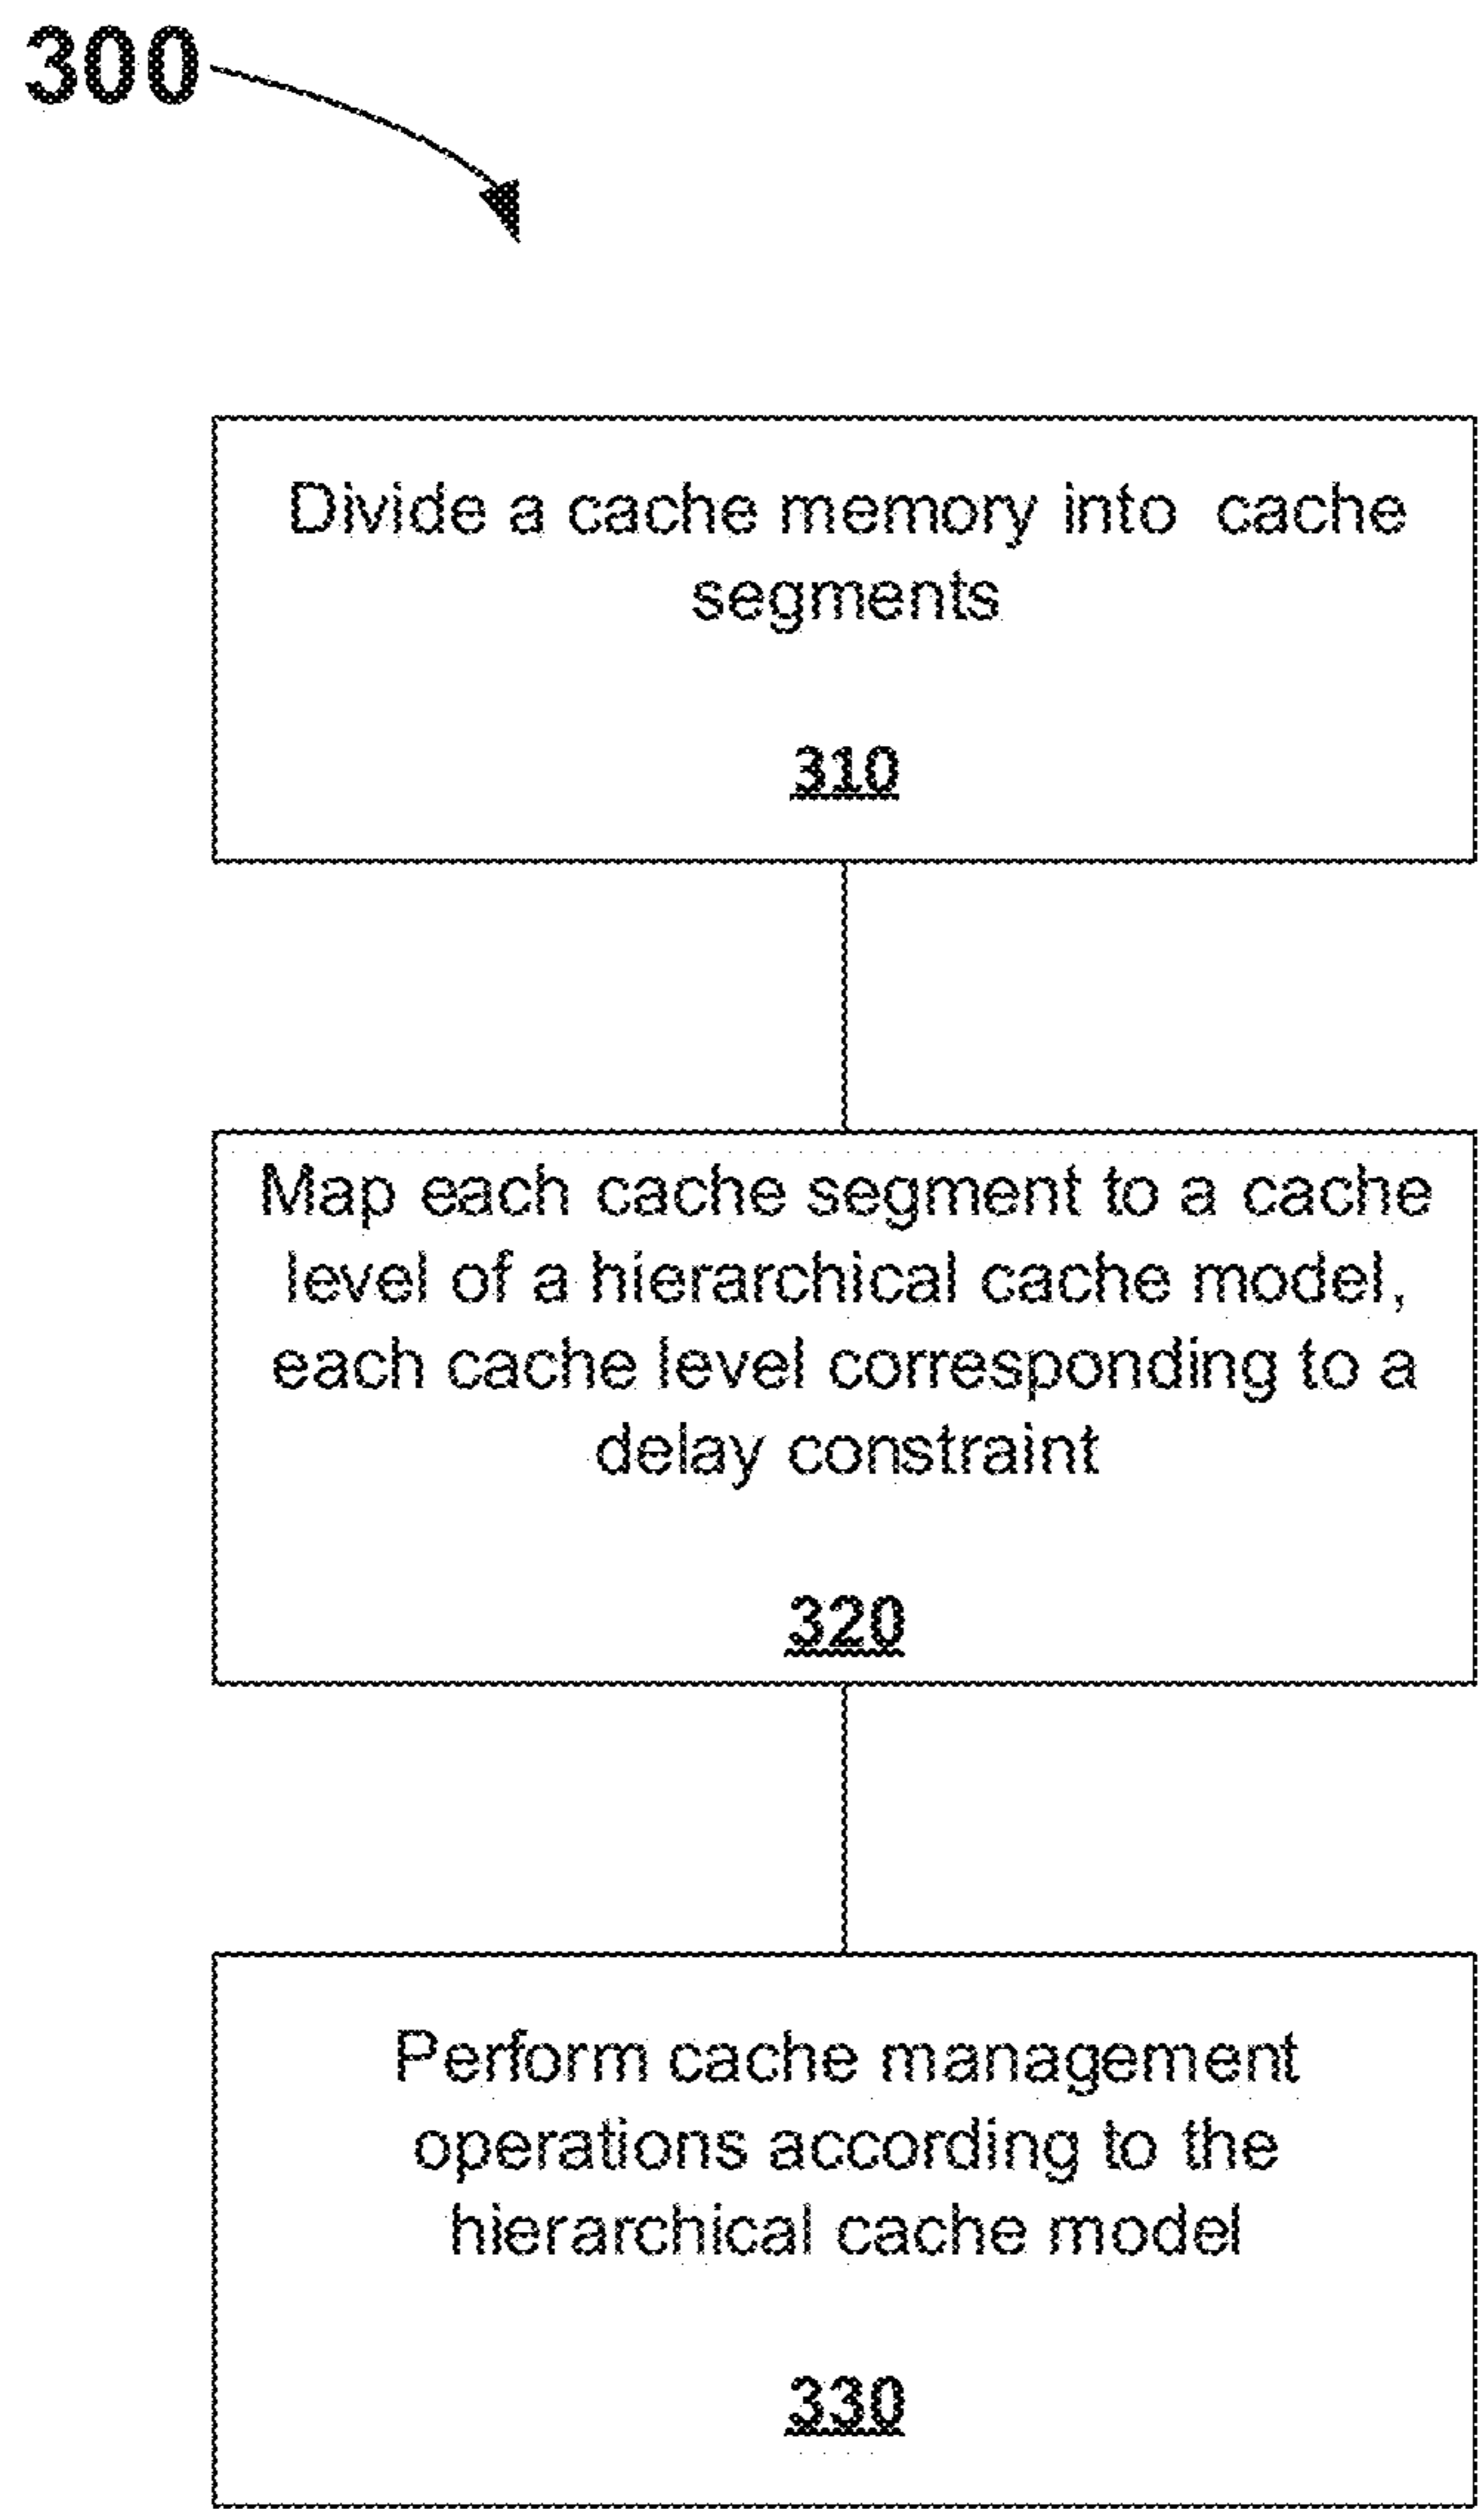 300
Divide a cache memory into cache
segments
310
Map each cache segment to a cache
level of a hierarchical cache model,
each cache level corresponding to a
delay constraint
320
Perform cache management
operations according to the
hierarchical cache model
330